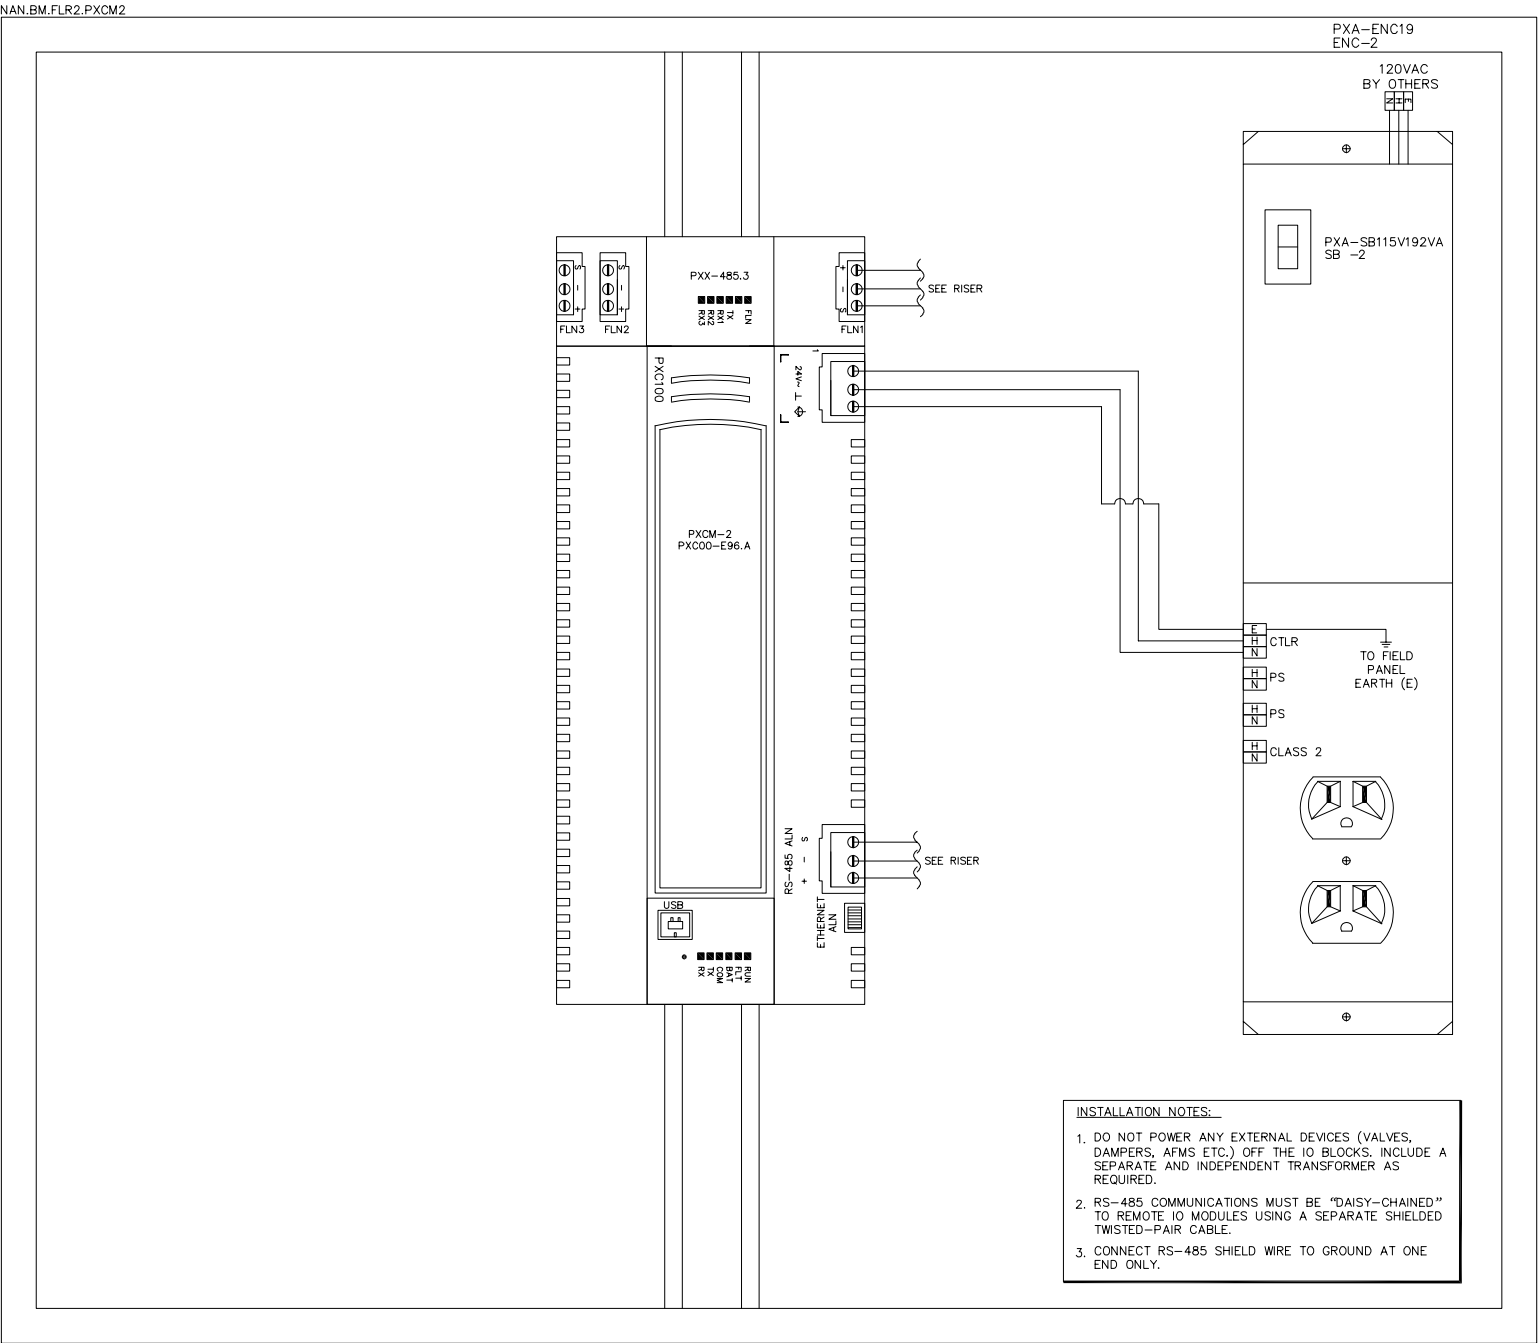 NAN.BM.FLR2.PXCM2
PXA-ENC19
ENC-2
120VAC
BY OTHERS
N
H
E
PXA-SB115V192VA
SB -2
PXX-485.3
RX3
RX2
RX1
TX
FLN
S
-
+
FLN3
S
-
+
FLN2
+
-
S
FLN1
SEE RISER
PXC100
1
24V~
PXCM-2
PXC00-E96.A
E
H
N
CTLR
TO FIELD
PANEL
EARTH (E)
H
N
PS
H
N
PS
H
N
CLASS 2
RS-485 ALN
+ - S
SEE RISER
ETHERNET
ALN
USB
RX
TX
COM
BAT
FLT
RUN
INSTALLATION NOTES:
1. DO NOT POWER ANY EXTERNAL DEVICES (VALVES,
DAMPERS, AFMS ETC.) OFF THE IO BLOCKS. INCLUDE A
SEPARATE AND INDEPENDENT TRANSFORMER AS
REQUIRED.
2. RS-485 COMMUNICATIONS MUST BE “DAISY-CHAINED”
TO REMOTE IO MODULES USING A SEPARATE SHIELDED
TWISTED-PAIR CABLE.
3. CONNECT RS-485 SHIELD WIRE TO GROUND AT ONE
END ONLY.